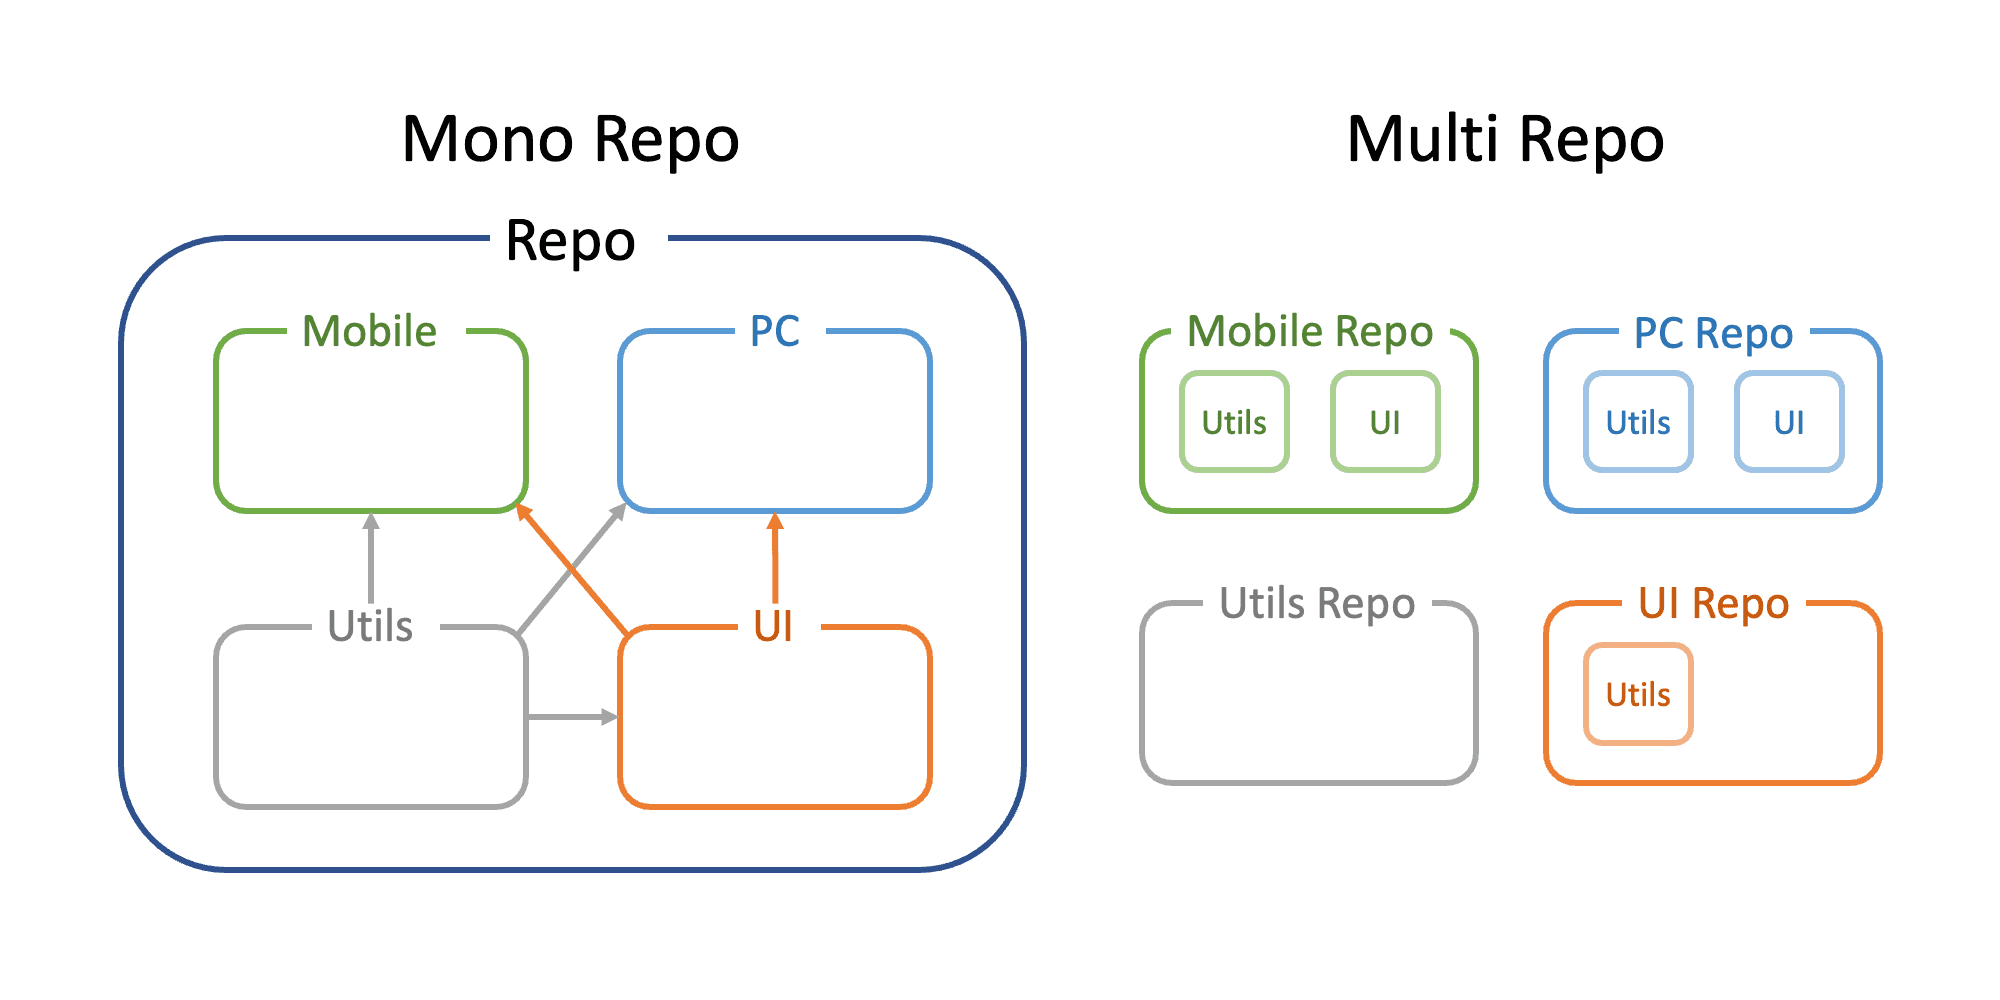 Mono Repo
Repo
Mobile
PC
Utils
UI
Multi Repo
Mobile Repo
Utils
UI
PC Repo
Utils
UI
Utils Repo
UI Repo
Utils